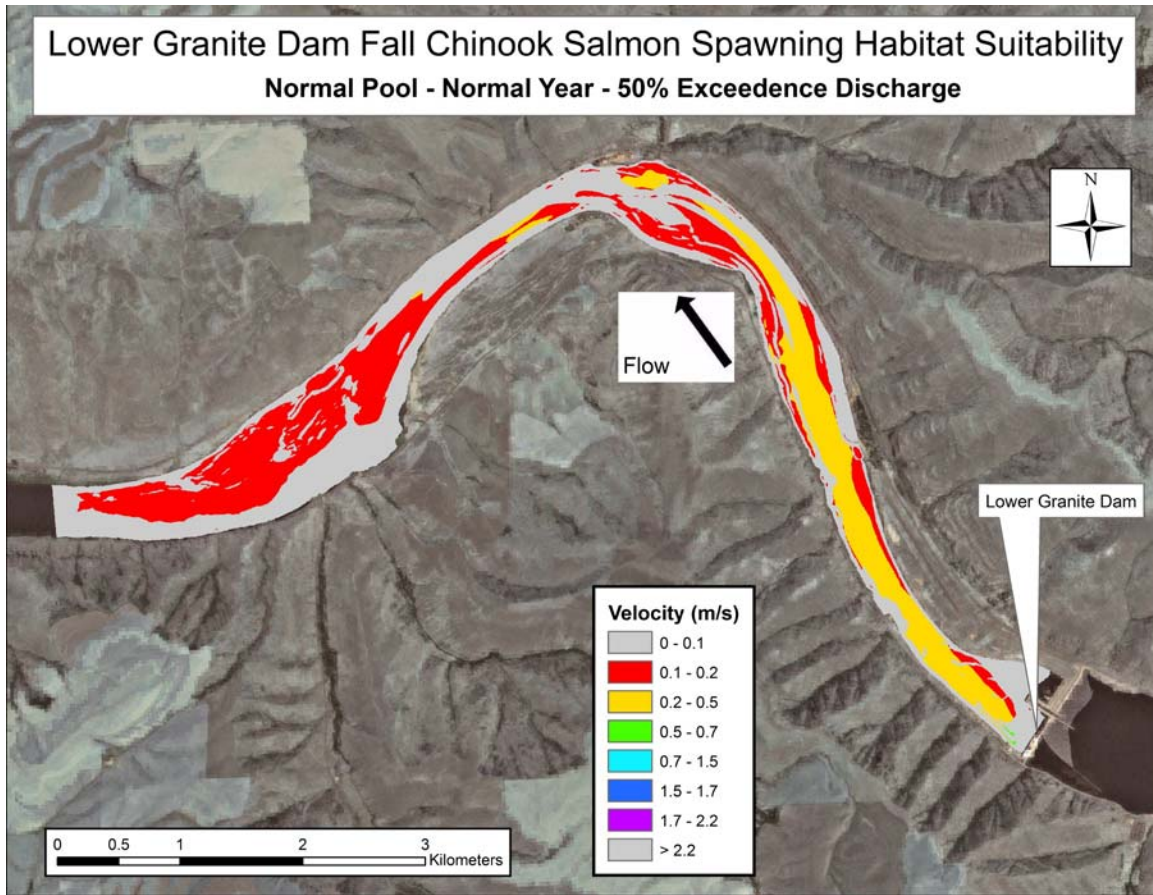 Lower Granite Dam Fall Chinook Salmon Spawning Habitat Suitability
Normal Pool - Normal Year - 50% Exceedence Discharge
N
Flow
Lower Granite Dam
Velocity (m/s)
0 - 0.1
0.1 - 0.2
0.2 - 0.5
0.5 - 0.7
0.7 - 1.5
1.5 - 1.7
1.7 - 2.2
> 2.2
0 0.5 1 2 3
Kilometers